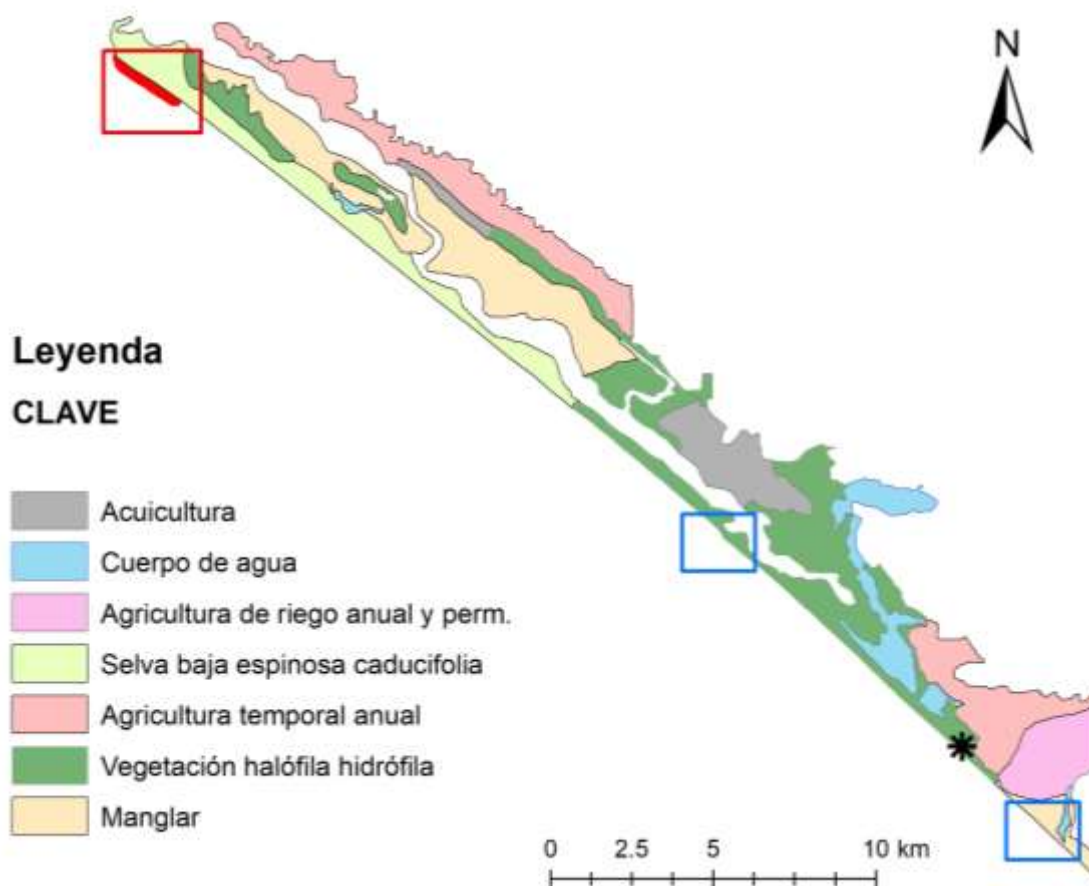 N
Leyenda
CLAVE
Acuicultura
Cuerpo de agua
Agricultura de riego anual y perm.
Selva baja espinosa caducifolia
Agricultura temporal anual
Vegetación halófila hidrófila
Manglar
0 2.5 5 10 km